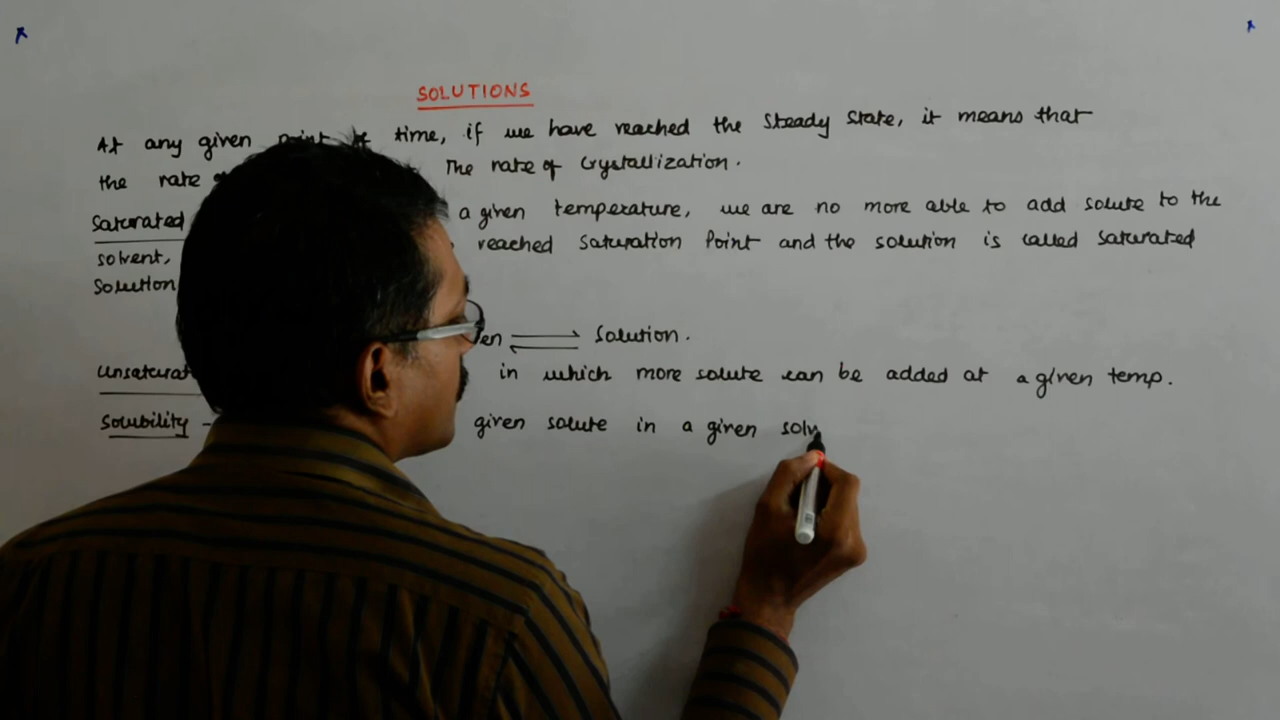 SOLUTIONS
At any given point of time, if we have reached the Steady State, it means that
the rate The rate of Crystallization.
Saturated a given temperature, we are no more able to add solute to the
solvent, reached Saturation Point and the solution is called Saturated
Solution
en ⇌ Solution.
Unsaturat in which more solute can be added at a given temp.
Solubility - given solute in a given solv